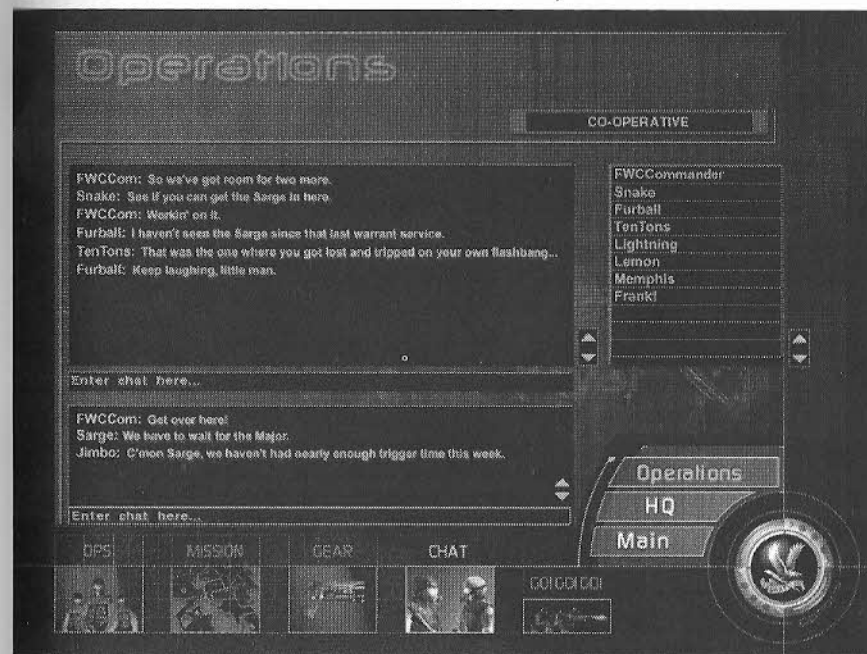 Operations
CO-OPERATIVE
FWCCom: So we've got room for two more.
Snake: See if you can get the Sarge in here.
FWCCom: Workin' on it.
Furball: I haven't seen the Sarge since that last warrant service.
TenTons: That was the one where you got lost and tripped on your own flashbang...
Furball: Keep laughing, little man.
Enter chat here...
FWCCommander
Snake
Furball
TenTons
Lightning
Lemon
Memphis
Frank!
FWCCom: Get over here!
Sarge: We have to wait for the Major.
Jimbo: C'mon Sarge, we haven't had nearly enough trigger time this week.
Enter chat here...
Operations
HQ
Main
OPS
MISSION
GEAR
CHAT
GO! GO! GO!